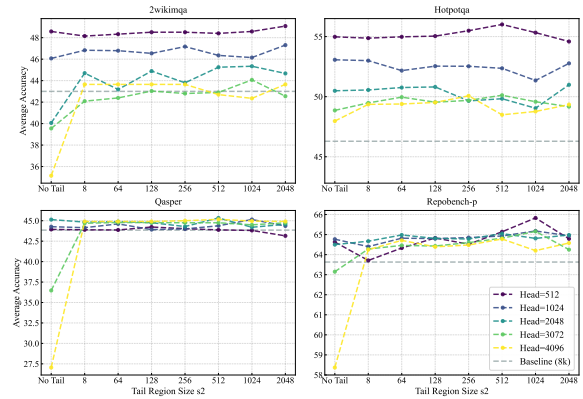 2wikimqa
Hotpotqa
Average Accuracy
48
46
44
42
40
38
36
55
50
45
No Tail 8 64 128 256 512 1024 2048
No Tail 8 64 128 256 512 1024 2048
Qasper
Repobench-p
Average Accuracy
45.0
42.5
40.0
37.5
35.0
32.5
30.0
27.5
66
65
64
63
62
61
60
59
58
Head=512
Head=1024
Head=2048
Head=3072
Head=4096
Baseline (8k)
No Tail 8 64 128 256 512 1024 2048
No Tail 8 64 128 256 512 1024 2048
Tail Region Size s2
Tail Region Size s2